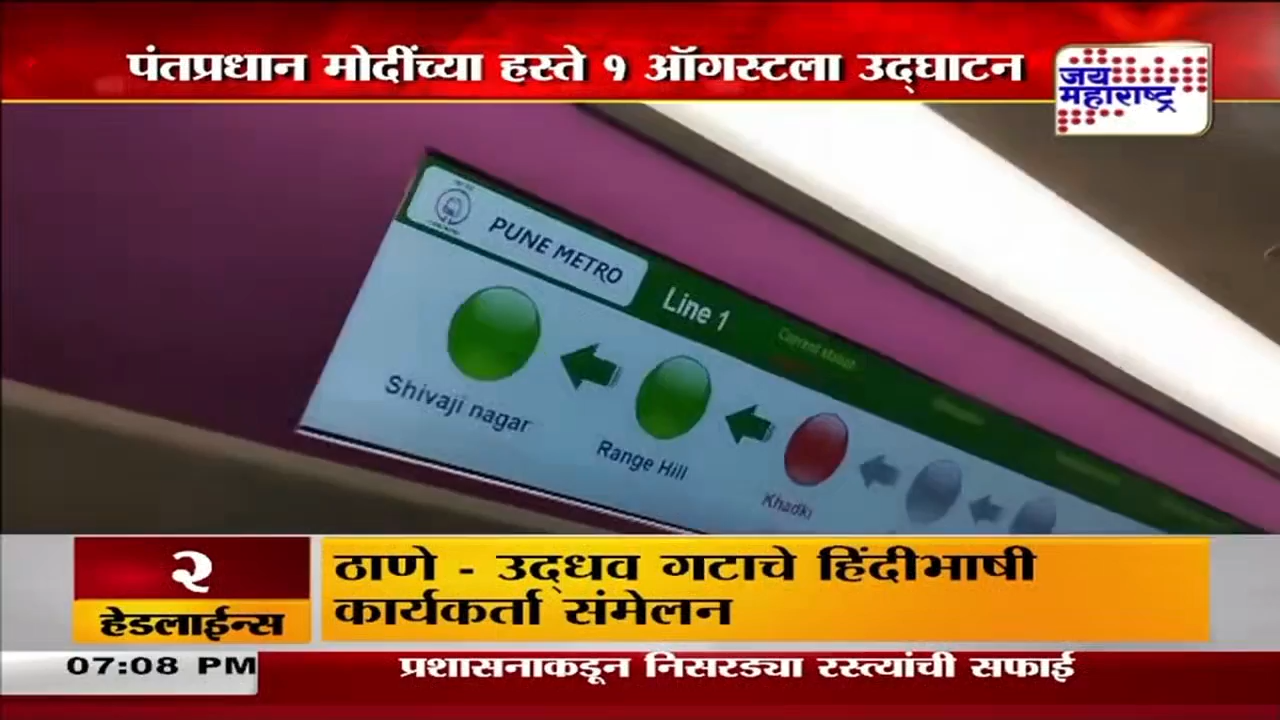 पंतप्रधान मोदींच्या हस्ते १ ऑगस्टला उद्घाटन
जय
महाराष्ट्र
PUNE METRO
Line 1
Shivaji nagar
Range Hill
Khadki
२
हेडलाईन्स
ठाणे - उद्धव गटाचे हिंदीभाषी
कार्यकर्ता संमेलन
07:08 PM
प्रशासनाकडून निसरड्या रस्त्यांची सफाई